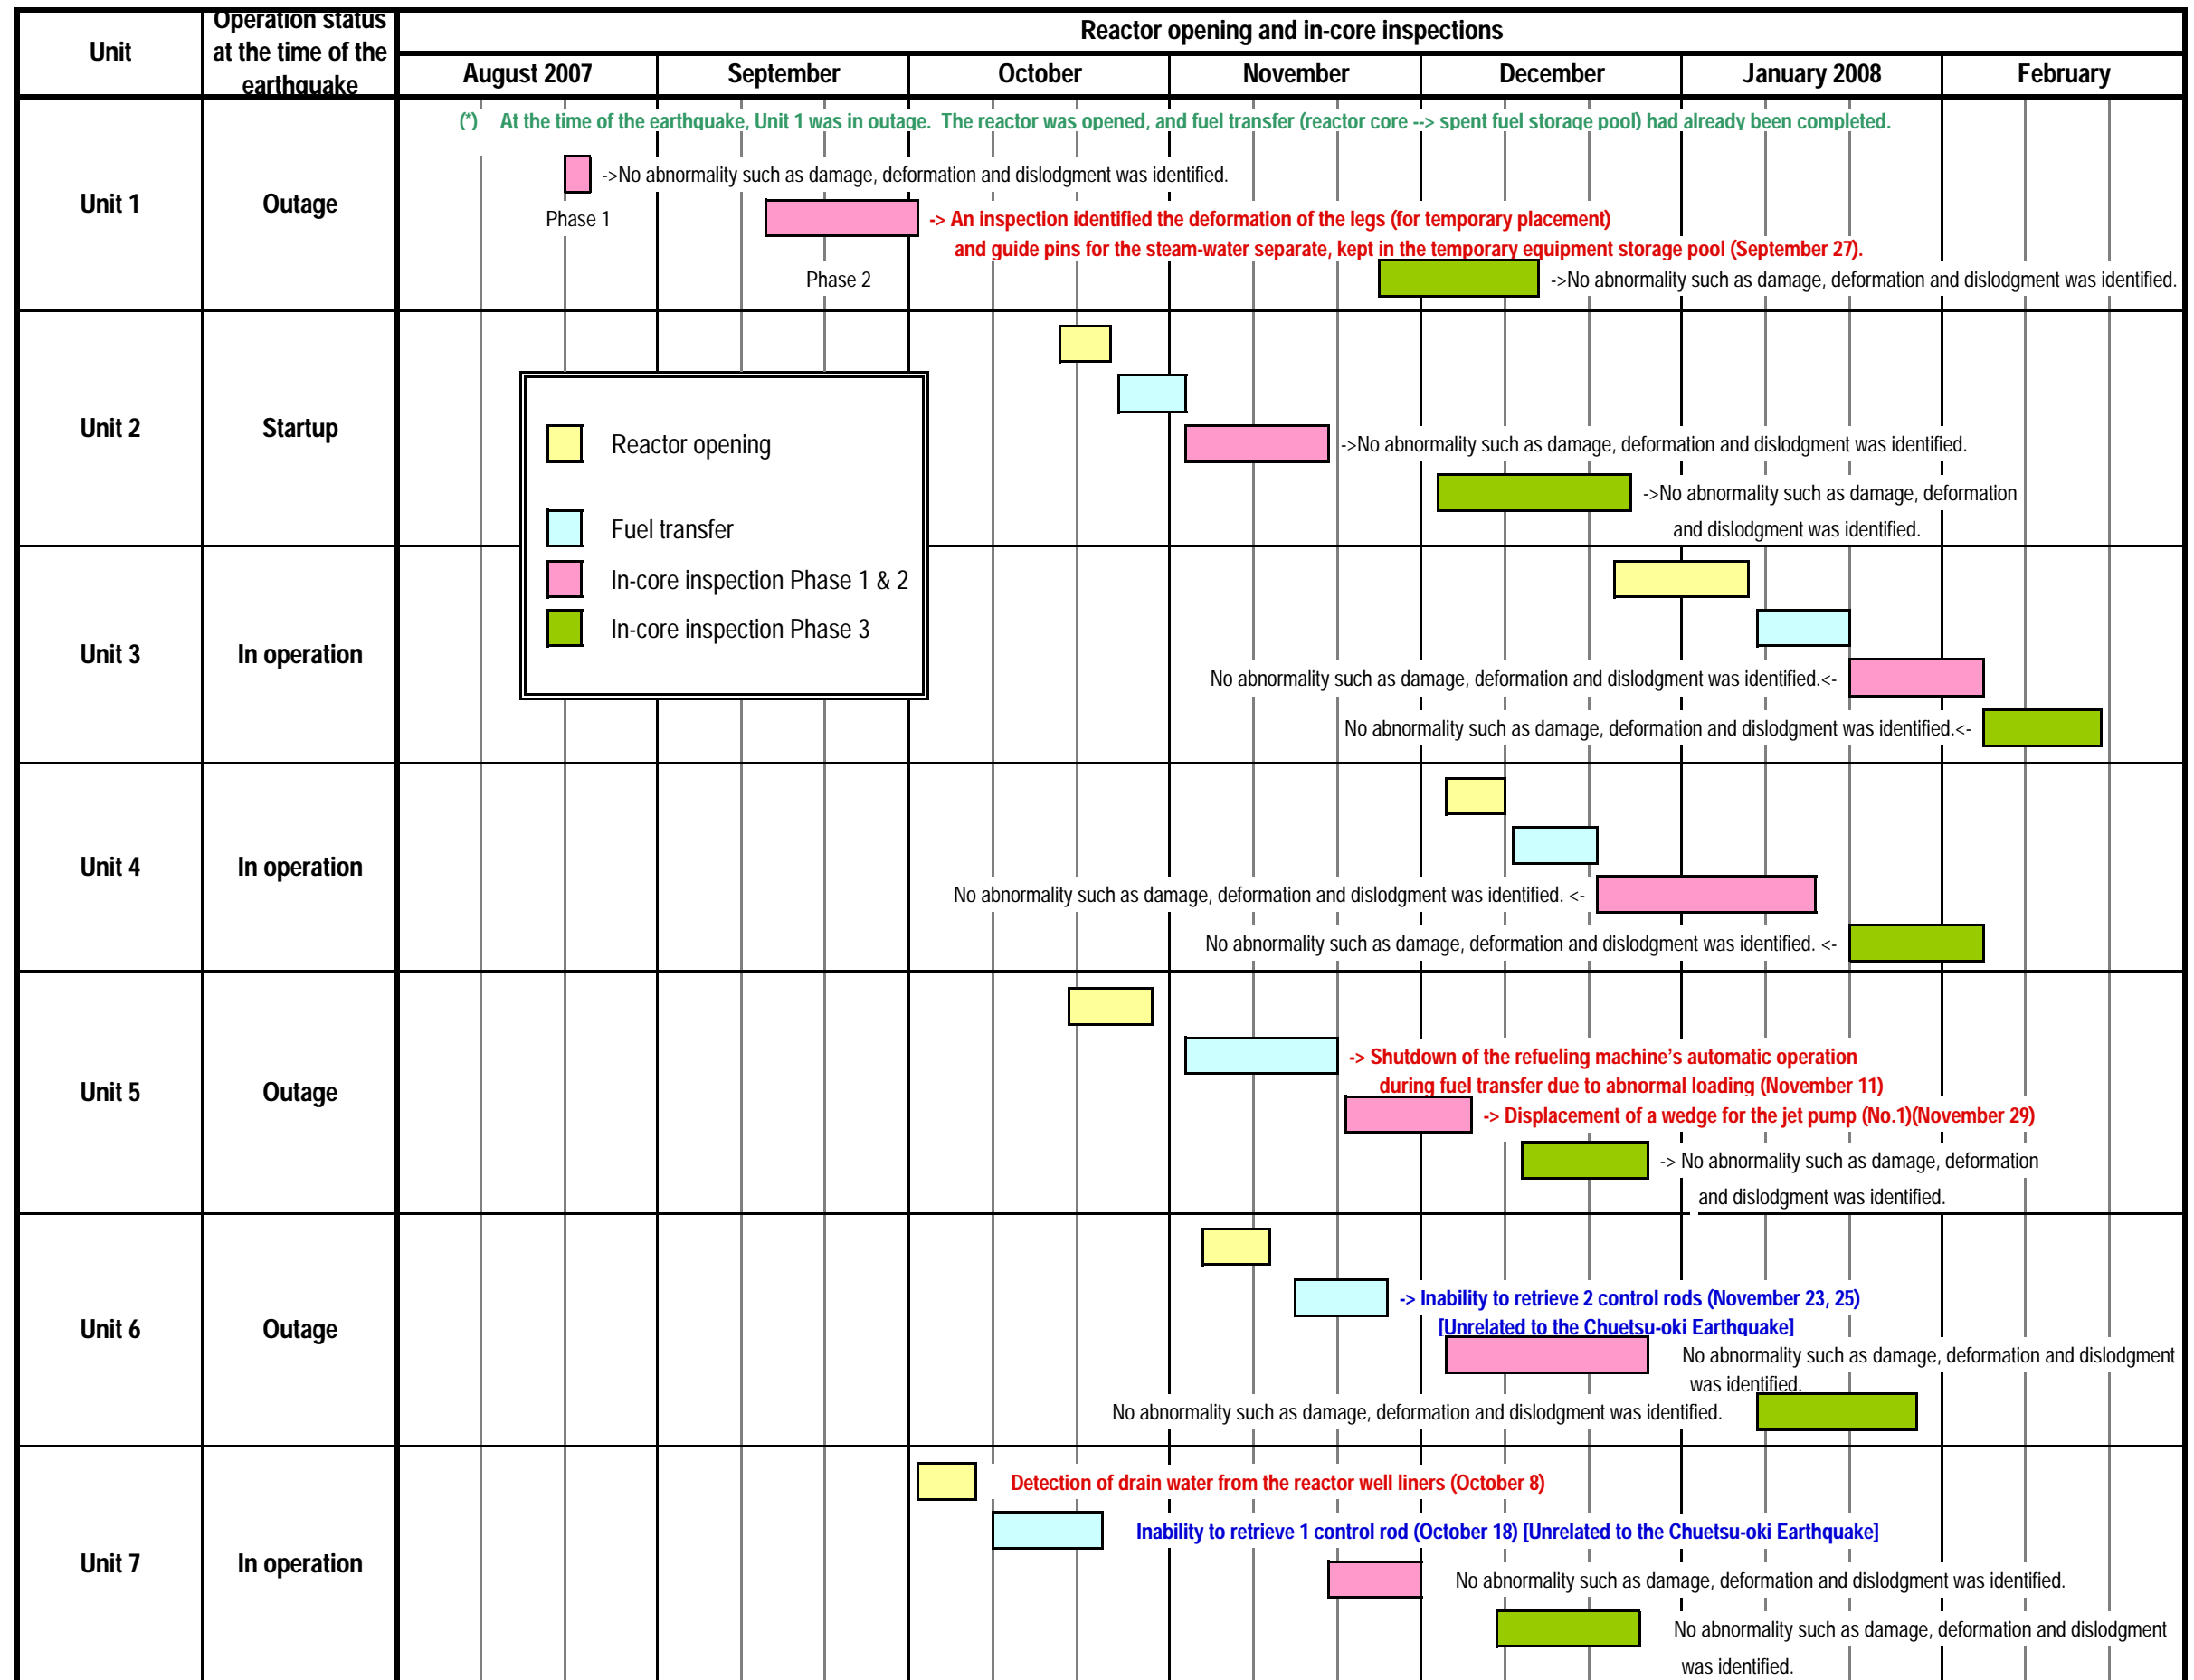 Unit
Operation status
at the time of the
earthquake
Reactor opening and in-core inspections
August 2007
September
October
November
December
January 2008
February
(*) At the time of the earthquake, Unit 1 was in outage. The reactor was opened, and fuel transfer (reactor core --> spent fuel storage pool) had already been completed.
Unit 1
Outage
->No abnormality such as damage, deformation and dislodgment was identified.
Phase 1
-> An inspection identified the deformation of the legs (for temporary placement)
and guide pins for the steam-water separate, kept in the temporary equipment storage pool (September 27).
Phase 2
->No abnormality such as damage, deformation and dislodgment was identified.
Unit 2
Startup
->No abnormality such as damage, deformation and dislodgment was identified.
->No abnormality such as damage, deformation
and dislodgment was identified.
Reactor opening
Fuel transfer
In-core inspection Phase 1 & 2
In-core inspection Phase 3
Unit 3
In operation
No abnormality such as damage, deformation and dislodgment was identified.<-
No abnormality such as damage, deformation and dislodgment was identified.<-
Unit 4
In operation
No abnormality such as damage, deformation and dislodgment was identified. <-
No abnormality such as damage, deformation and dislodgment was identified. <-
Unit 5
Outage
-> Shutdown of the refueling machine’s automatic operation
during fuel transfer due to abnormal loading (November 11)
-> Displacement of a wedge for the jet pump (No.1)(November 29)
-> No abnormality such as damage, deformation
and dislodgment was identified.
Unit 6
Outage
-> Inability to retrieve 2 control rods (November 23, 25)
[Unrelated to the Chuetsu-oki Earthquake]
No abnormality such as damage, deformation and dislodgment
was identified.
No abnormality such as damage, deformation and dislodgment was identified.
Unit 7
In operation
Detection of drain water from the reactor well liners (October 8)
Inability to retrieve 1 control rod (October 18) [Unrelated to the Chuetsu-oki Earthquake]
No abnormality such as damage, deformation and dislodgment was identified.
No abnormality such as damage, deformation and dislodgment
was identified.